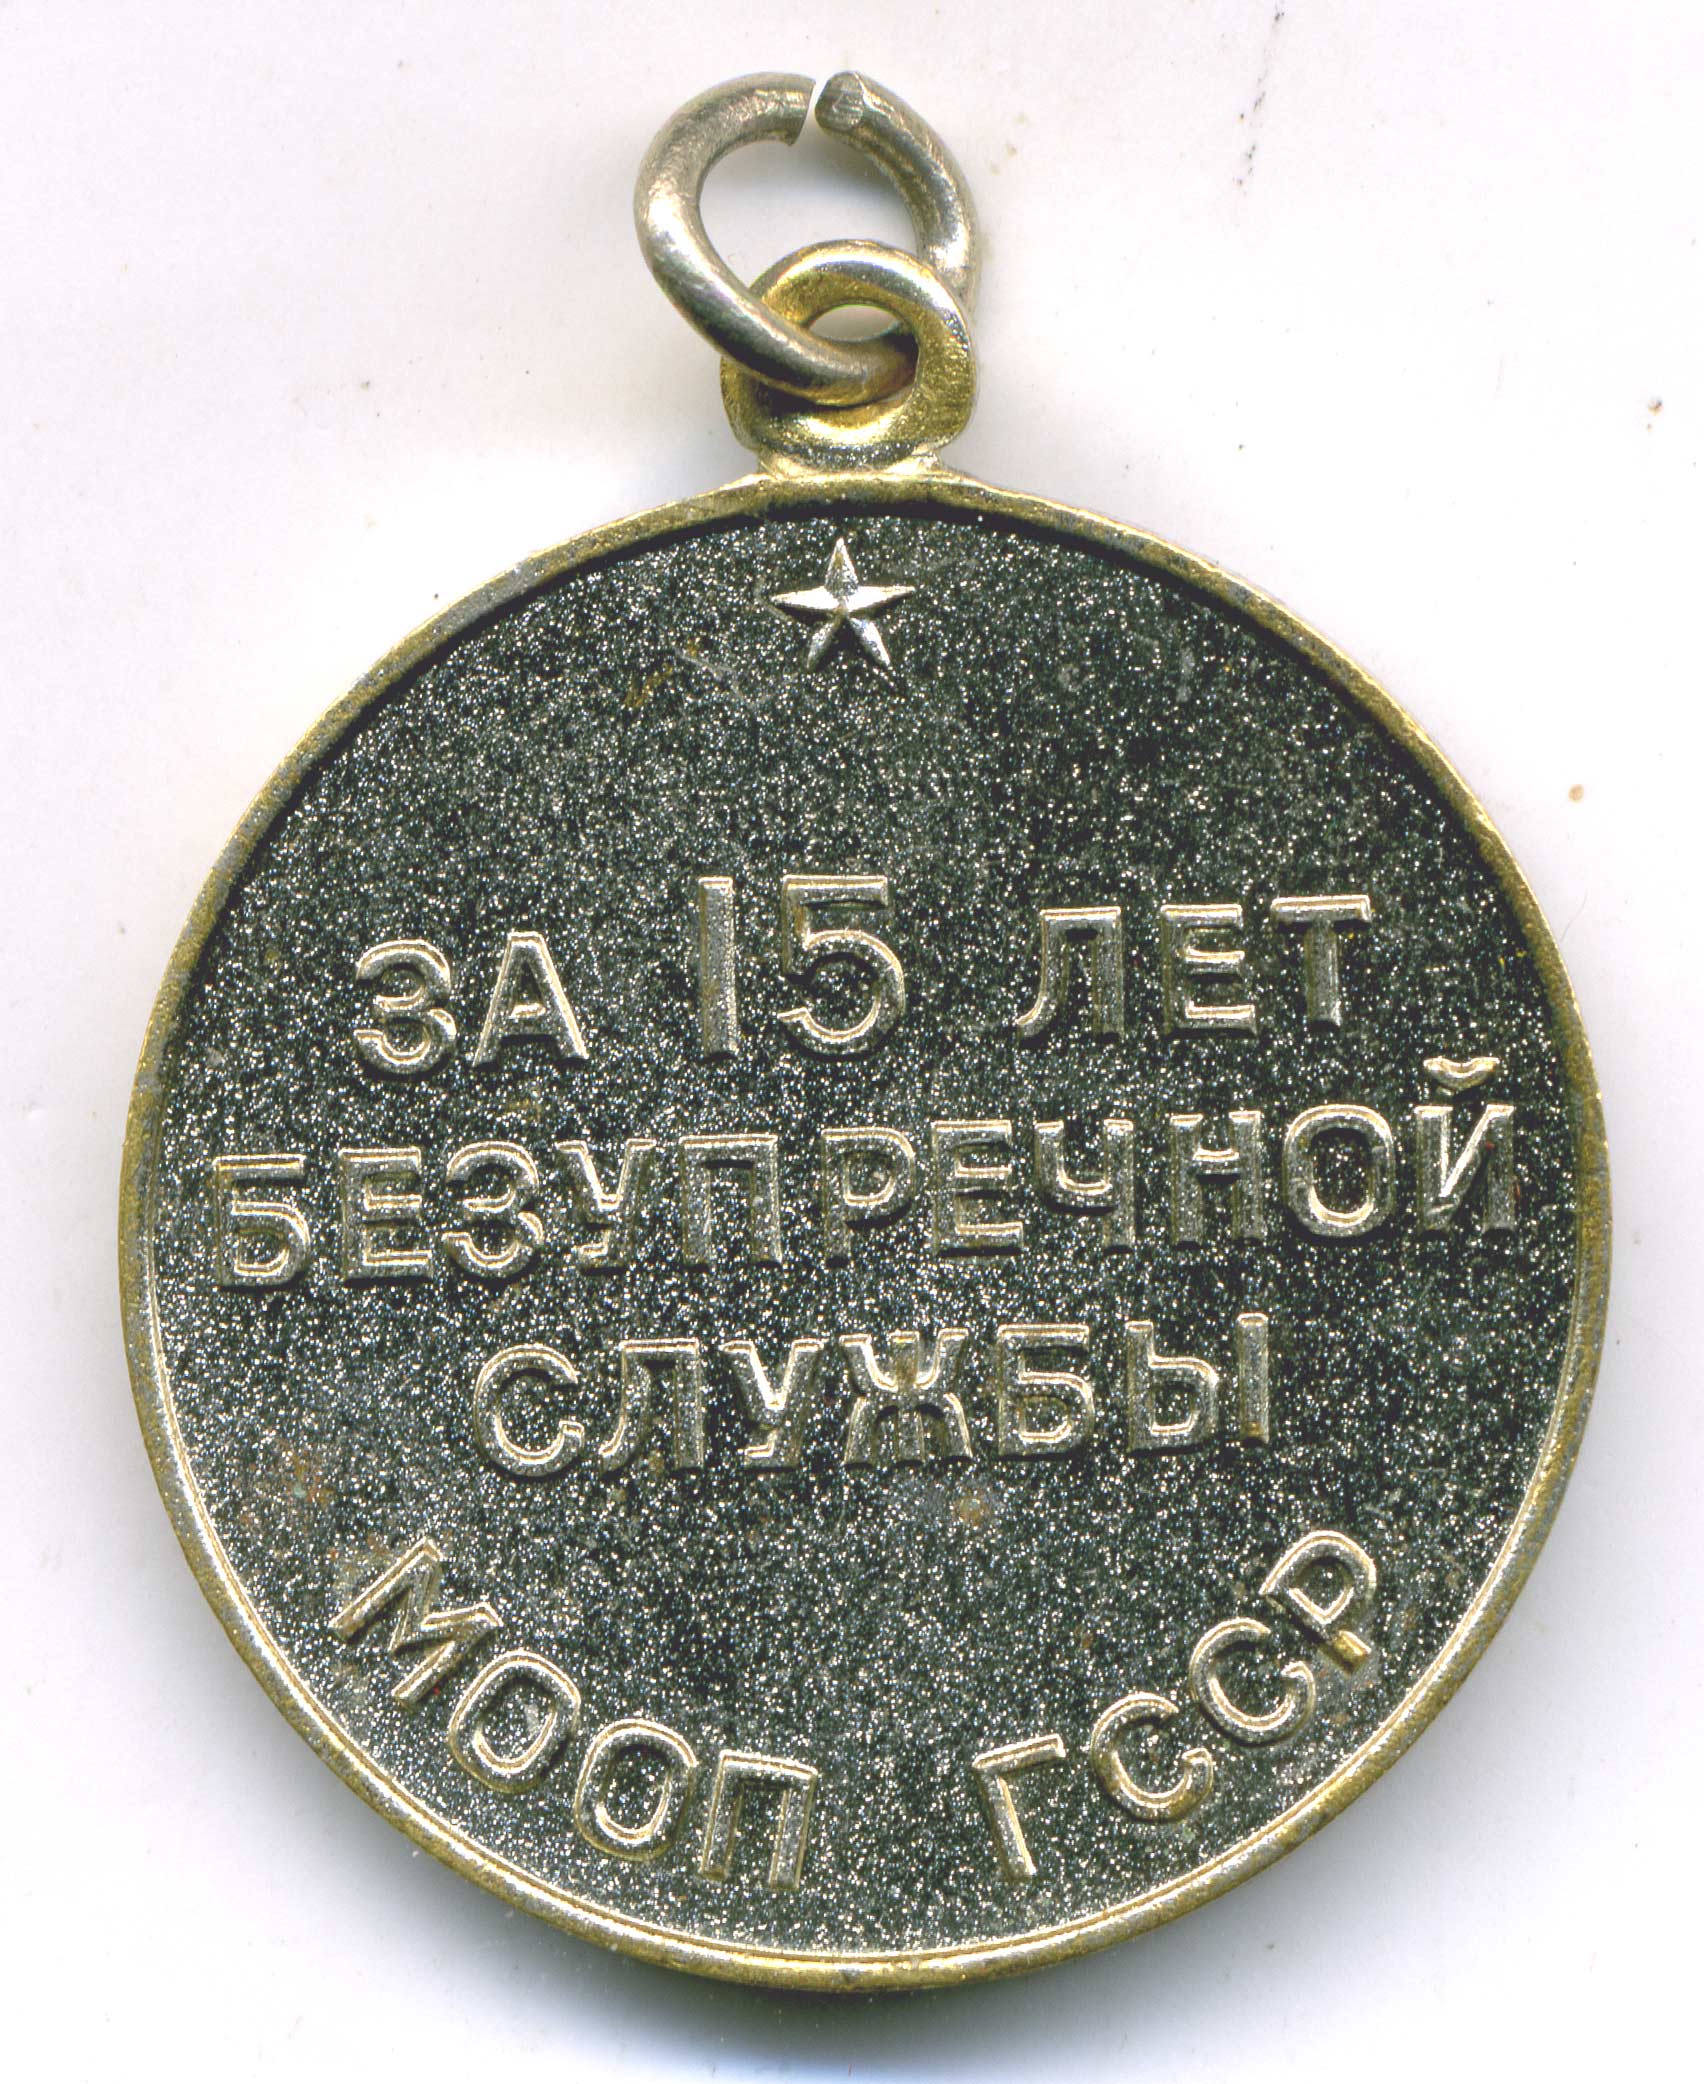 ЗА 15 ЛЕТ
БЕЗУПРЕЧНОЙ
СЛУЖБЫ
МООП ГССР